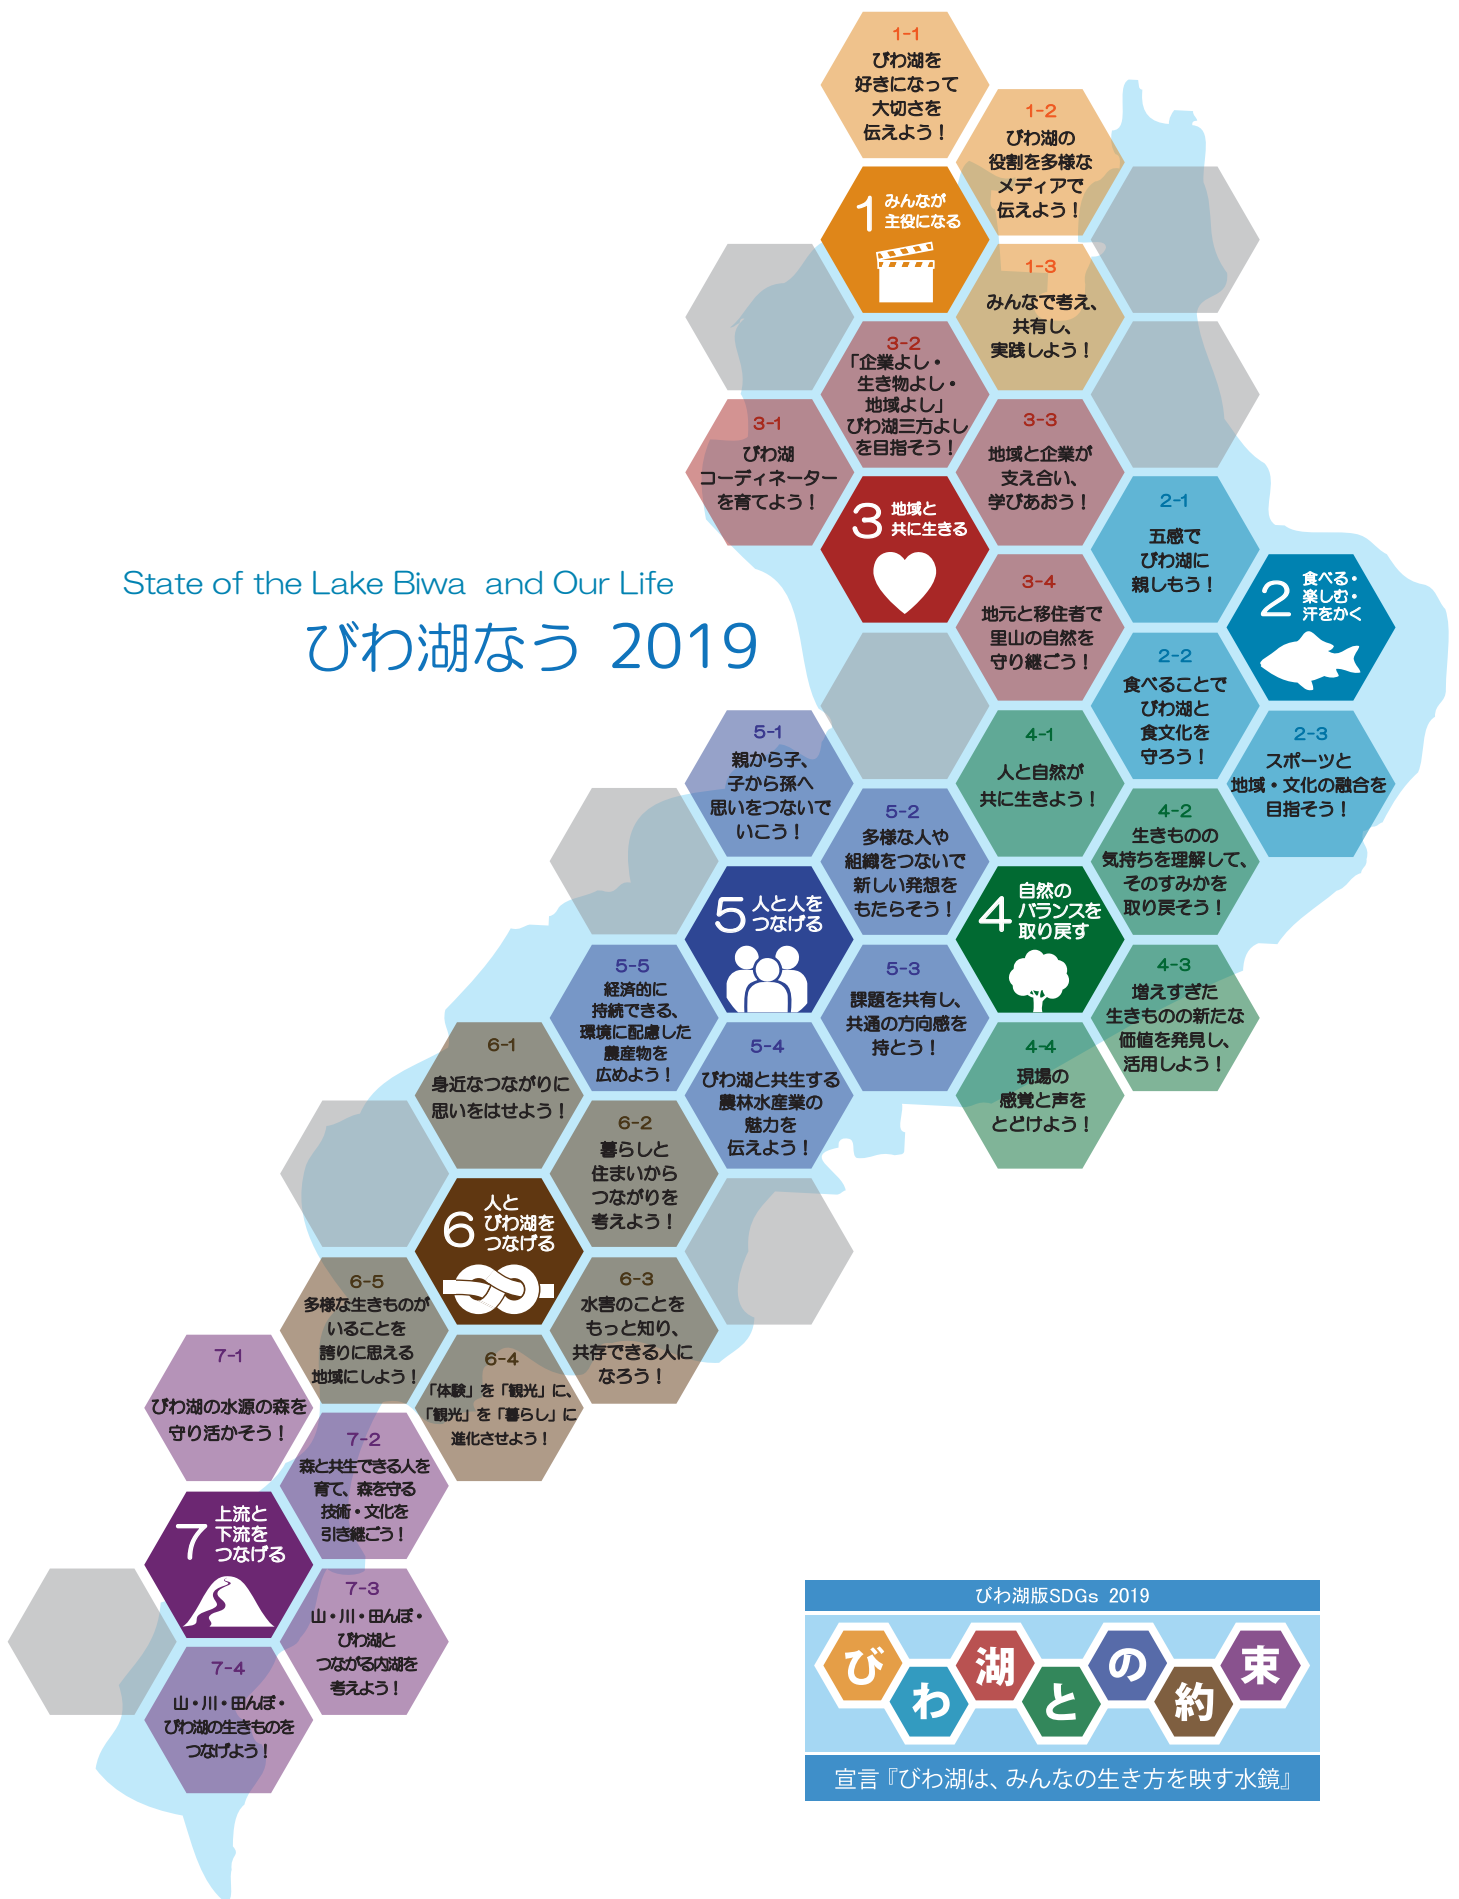 1-1
びわ湖を
好きになって
大切さを
伝えよう！
1-2
びわ湖の
役割を多様な
メディアで
伝えよう！
1 みんなが
主役になる
1-3
みんなで考え、
共有し、
実践しよう！
3-2
「企業よし・
生き物よし・
地域よし」
びわ湖三方よし
を目指そう！
3-1
びわ湖
コーディネーター
を育てよう！
3-3
地域と企業が
支え合い、
学びあおう！
3 地域と
共に生きる
2-1
五感で
びわ湖に
親しもう！
3-4
地元と移住者で
里山の自然を
守り継ごう！
2 食べる・
楽しむ・
汗をかく
State of the Lake Biwa and Our Life
びわ湖なう 2019
2-2
食べることで
びわ湖と
食文化を
守ろう！
2-3
スポーツと
地域・文化の融合を
目指そう！
5-1
親から子、
子から孫へ
思いをつないで
いこう！
4-1
人と自然が
共に生きよう！
5-2
多様な人や
組織をつないで
新しい発想を
もたらそう！
4-2
生きものの
気持ちを理解して、
そのすみかを
取り戻そう！
5 人と人を
つなげる
4 自然の
バランスを
取り戻す
5-5
経済的に
持続できる、
環境に配慮した
農産物を
広めよう！
5-3
課題を共有し、
共通の方向感を
持とう！
4-3
増えすぎた
生きものの新たな
価値を発見し、
活用しよう！
6-1
身近なつながりに
思いをはせよう！
5-4
びわ湖と共生する
農林水産業の
魅力を
伝えよう！
4-4
現場の
感覚と声を
とどけよう！
6-2
暮らしと
住まいから
つながりを
考えよう！
6 人と
びわ湖を
つなげる
6-5
多様な生きものが
いることを
誇りに思える
地域にしよう！
6-3
水害のことを
もっと知り、
共存できる人に
なろう！
6-4
「体験」を「観光」に、
「観光」を「暮らし」に
進化させよう！
7-1
びわ湖の水源の森を
守り活かそう！
7-2
森と共生できる人を
育て、森を守る
技術・文化を
引き継ごう！
7 上流と
下流を
つなげる
7-3
山・川・田んぼ・
びわ湖と
つながる内湖を
考えよう！
7-4
山・川・田んぼ・
びわ湖の生きものを
つなげよう！
びわ湖版SDGs 2019
びわ湖との約束
宣言『びわ湖は、みんなの生き方を映す水鏡』